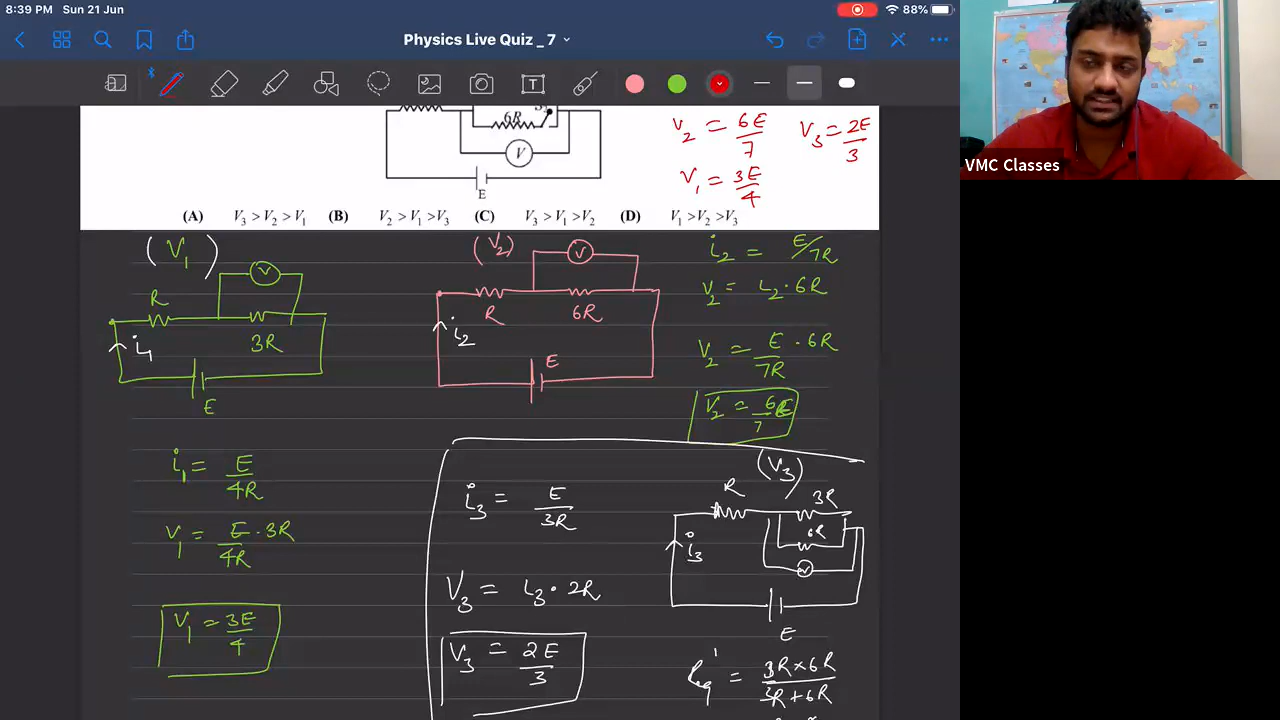 8:39 PM Sun 21 Jun
88%
Physics Live Quiz _ 7
T
6R
V
E
V2 = 6E/7
V3 = 2E/3
V1 = 3E/4
(A) V3 > V2 > V1 (B) V2 > V1 > V3 (C) V3 > V1 > V2 (D) V1 > V2 > V3
(V1)
V
R
3R
i1
E
(V2)
V
R
6R
i2
E
i2 = E/7R
V2 = i2 · 6R
V2 = E/7R · 6R
V2 = 6E/7
i1 = E/4R
V1 = E/4R · 3R
V1 = 3E/4
i3 = E/3R
V3 = i3 · 2R
V3 = 2E/3
(V3)
R
3R
6R
V
i3
E
Req' = 3R×6R/3R+6R
VMC Classes